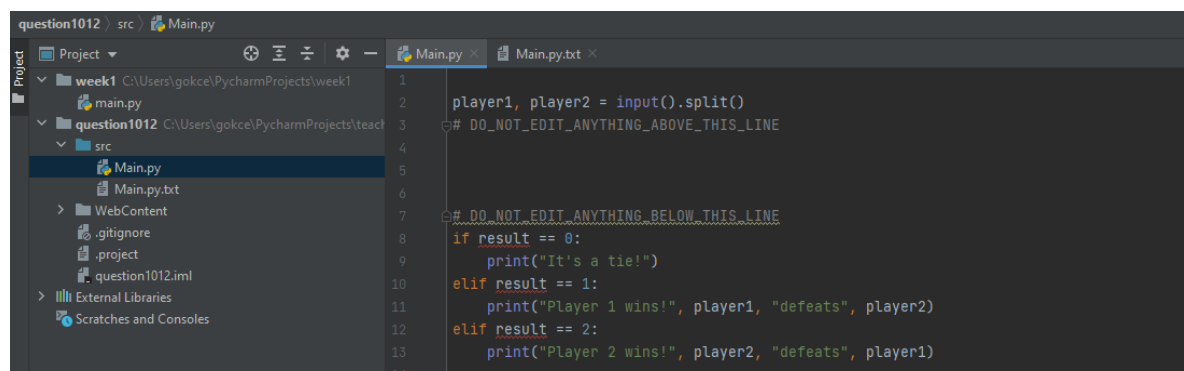 question1012 src Main.py
Project
Project
week1 C:\Users\gokce\PycharmProjects\week1
main.py
question1012 C:\Users\gokce\PycharmProjects\teach
src
Main.py
Main.py.txt
WebContent
.gitignore
.project
question1012.iml
External Libraries
Scratches and Consoles
Main.py Main.py.txt
1
2 player1, player2 = input().split()
3 # DO_NOT_EDIT_ANYTHING_ABOVE_THIS_LINE
4
5
6
7 # DO_NOT_EDIT_ANYTHING_BELOW_THIS_LINE
8 if result == 0:
9 print("It's a tie!")
10 elif result == 1:
11 print("Player 1 wins!", player1, "defeats", player2)
12 elif result == 2:
13 print("Player 2 wins!", player2, "defeats", player1)